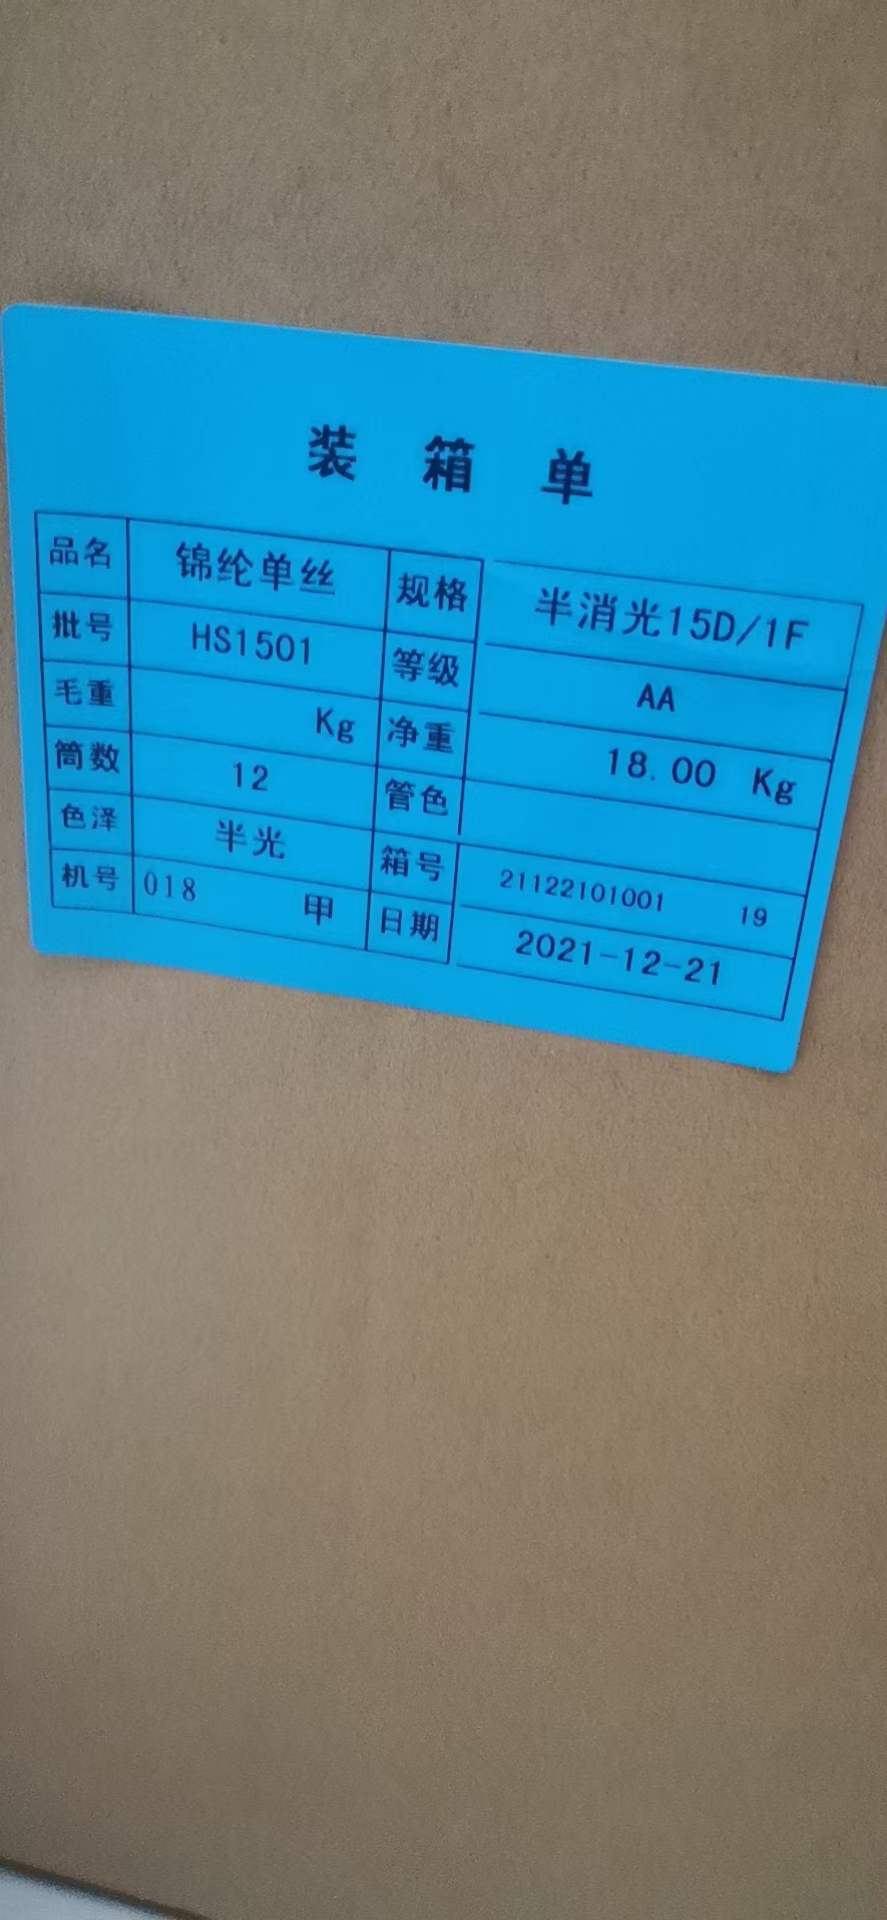 装 箱 单
品名 锦纶单丝 规格 半消光15D/1F
批号 HS1501 等级 AA
毛重 Kg 净重 18.00 Kg
筒数 12 管色
色泽 半光 箱号 21122101001 19
机号 018 甲 日期 2021-12-21